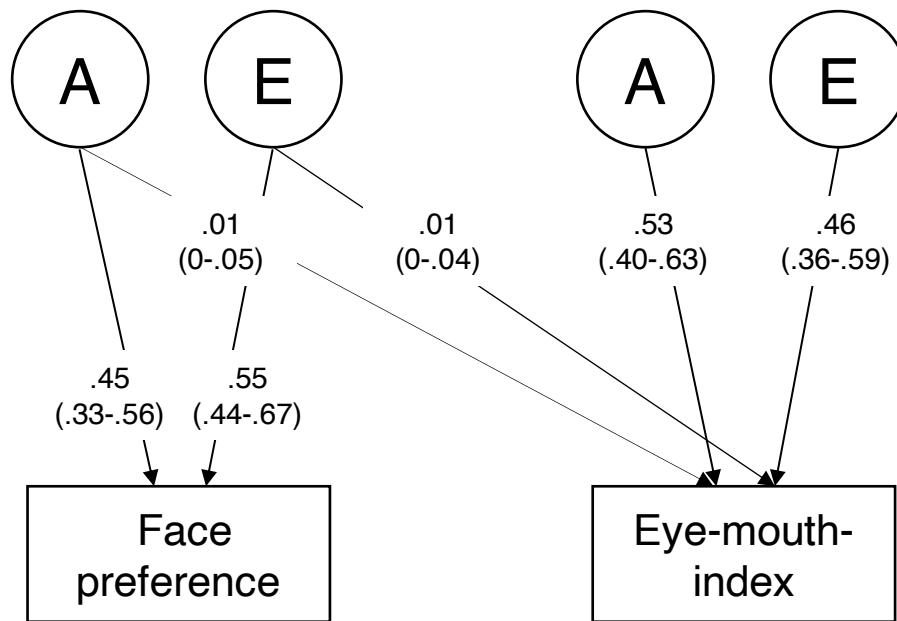 A E A E
.01 .01 .53 .46
(0-.05) (0-.04) (.40-.63) (.36-.59)
.45 .55
(.33-.56) (.44-.67)
Face
preference
Eye-mouth-
index